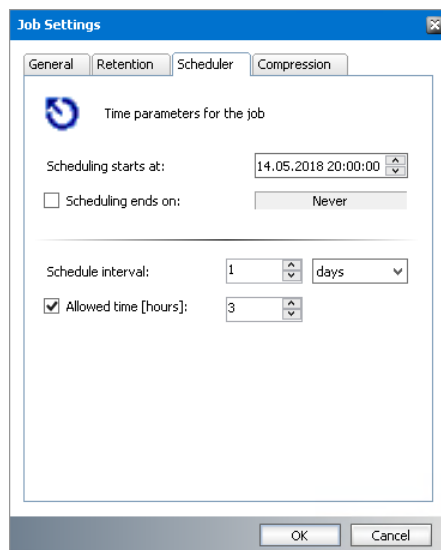 Job Settings
General Retention Scheduler Compression
Time parameters for the job
Scheduling starts at: 14.05.2018 20:00:00
Scheduling ends on: Never
Schedule interval: 1 days
Allowed time [hours]: 3
OK Cancel